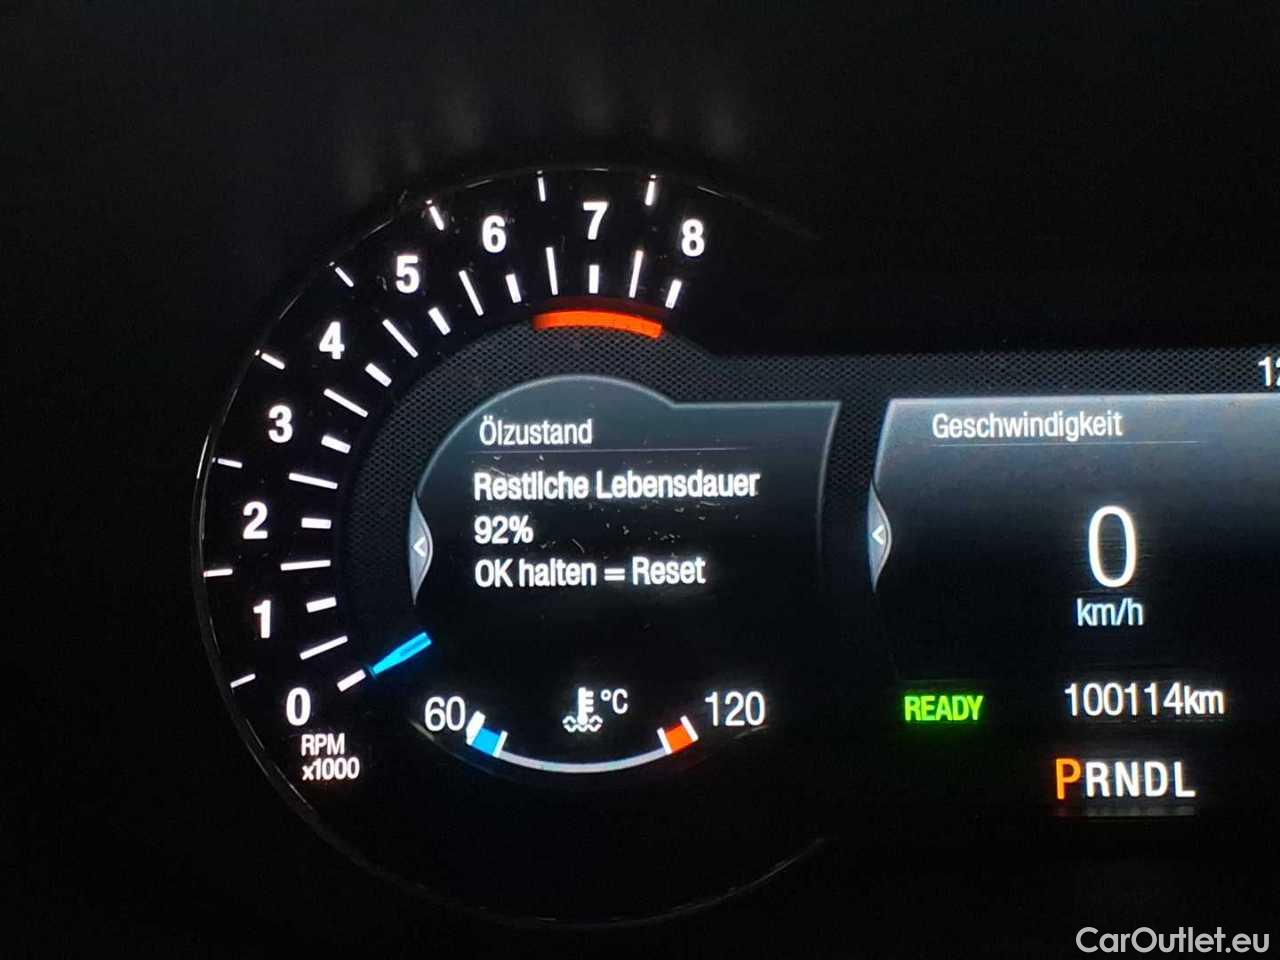 8
7
6
5
4
3
2
1
0
RPM
x1000
Ölzustand
Restliche Lebensdauer
92%
OK halten = Reset
60
°C
120
12
Geschwindigkeit
0
km/h
READY
100114km
PRNDL
CarOutlet.eu